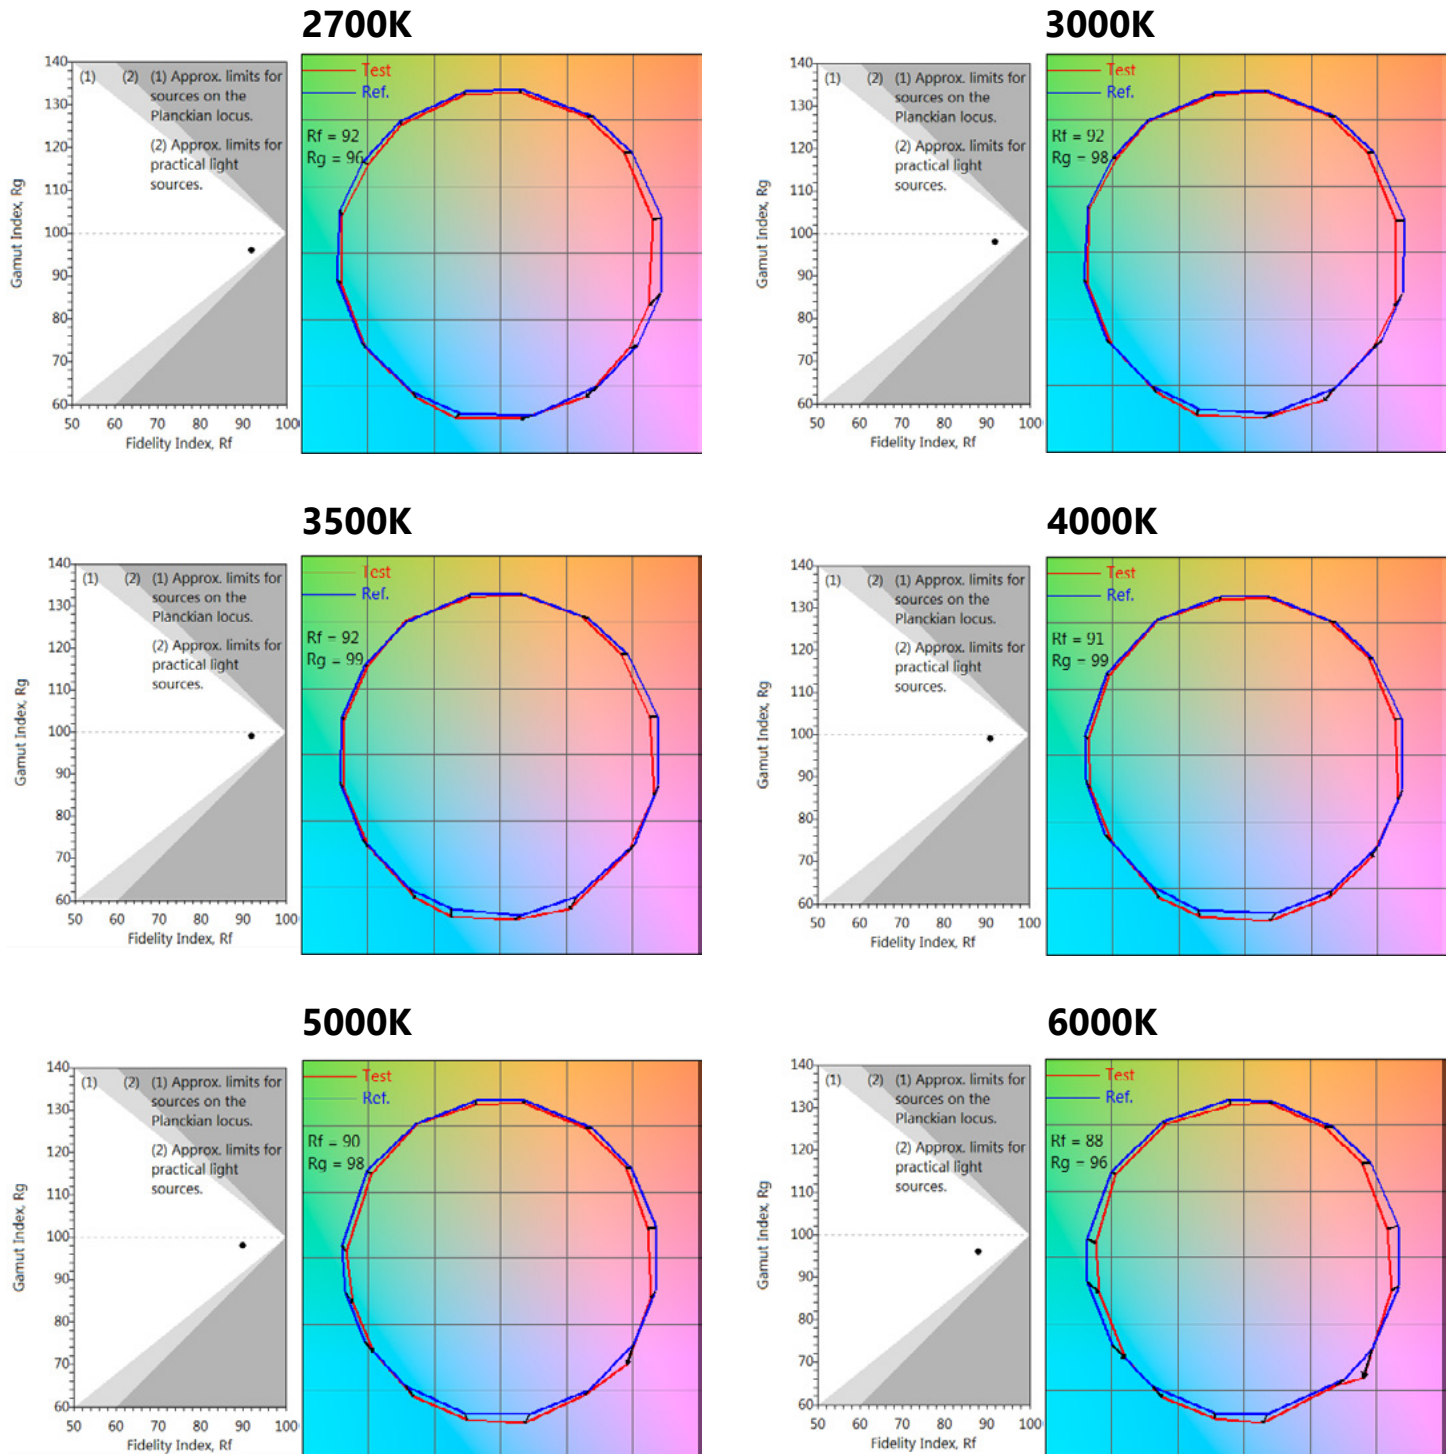 2700K
140
130
120
110
100
90
80
70
60
Gamut Index, Rg
(1)
(2)
(1) Approx. limits for
sources on the
Planckian locus.
(2) Approx. limits for
practical light
sources.
50 60 70 80 90 100
Fidelity Index, Rf
Test
Ref.
Rf = 92
Rg = 96
3000K
140
130
120
110
100
90
80
70
60
Gamut Index, Rg
(1)
(2)
(1) Approx. limits for
sources on the
Planckian locus.
(2) Approx. limits for
practical light
sources.
50 60 70 80 90 100
Fidelity Index, Rf
Test
Ref.
Rf = 92
Rg = 98
3500K
140
130
120
110
100
90
80
70
60
Gamut Index, Rg
(1)
(2)
(1) Approx. limits for
sources on the
Planckian locus.
(2) Approx. limits for
practical light
sources.
50 60 70 80 90 100
Fidelity Index, Rf
Test
Ref.
Rf = 92
Rg = 99
4000K
140
130
120
110
100
90
80
70
60
Gamut Index, Rg
(1)
(2)
(1) Approx. limits for
sources on the
Planckian locus.
(2) Approx. limits for
practical light
sources.
50 60 70 80 90 100
Fidelity Index, Rf
Test
Ref.
Rf = 91
Rg = 99
5000K
140
130
120
110
100
90
80
70
60
Gamut Index, Rg
(1)
(2)
(1) Approx. limits for
sources on the
Planckian locus.
(2) Approx. limits for
practical light
sources.
50 60 70 80 90 100
Fidelity Index, Rf
Test
Ref.
Rf = 90
Rg = 98
6000K
140
130
120
110
100
90
80
70
60
Gamut Index, Rg
(1)
(2)
(1) Approx. limits for
sources on the
Planckian locus.
(2) Approx. limits for
practical light
sources.
50 60 70 80 90 100
Fidelity Index, Rf
Test
Ref.
Rf = 88
Rg = 96